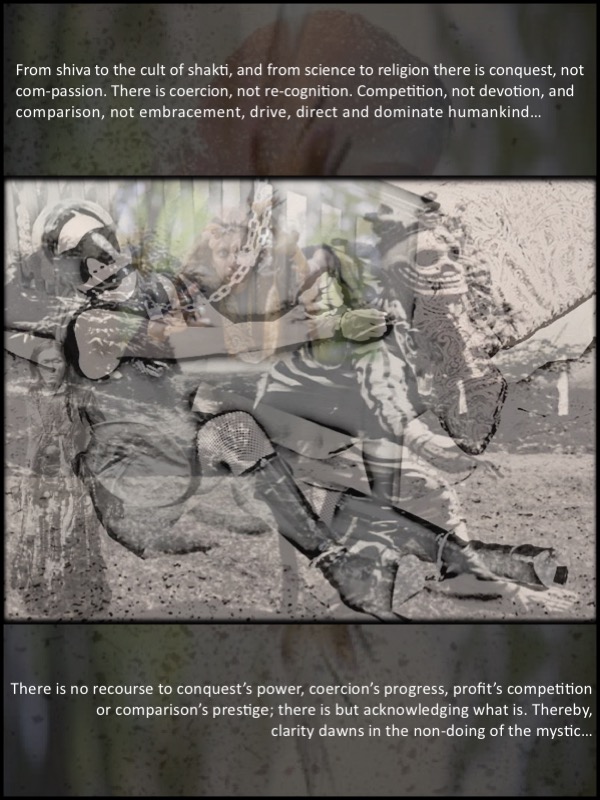 From shiva to the cult of shakti, and from science to religion there is conquest, not
com-passion. There is coercion, not re-cognition. Competition, not devotion, and
comparison, not embracement, drive, direct and dominate humankind…
There is no recourse to conquest’s power, coercion’s progress, profit’s competition
or comparison’s prestige; there is but acknowledging what is. Thereby,
clarity dawns in the non-doing of the mystic…